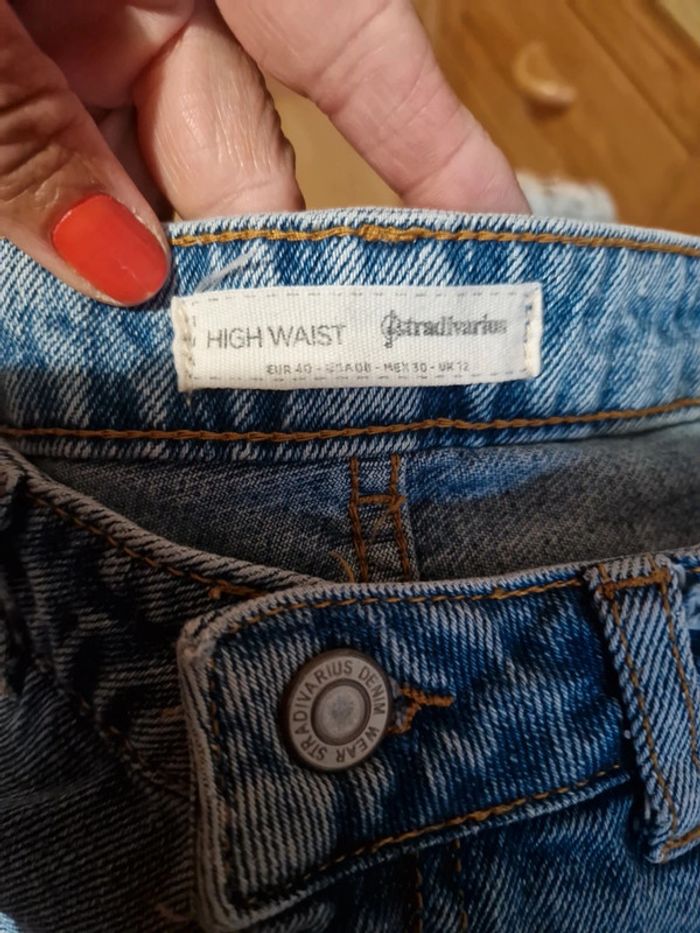 HIGH WAIST stradivarius
EUR 40 - USA 08 - MEX 30 - UK 12
STRADIVARIUS DENIM WEAR